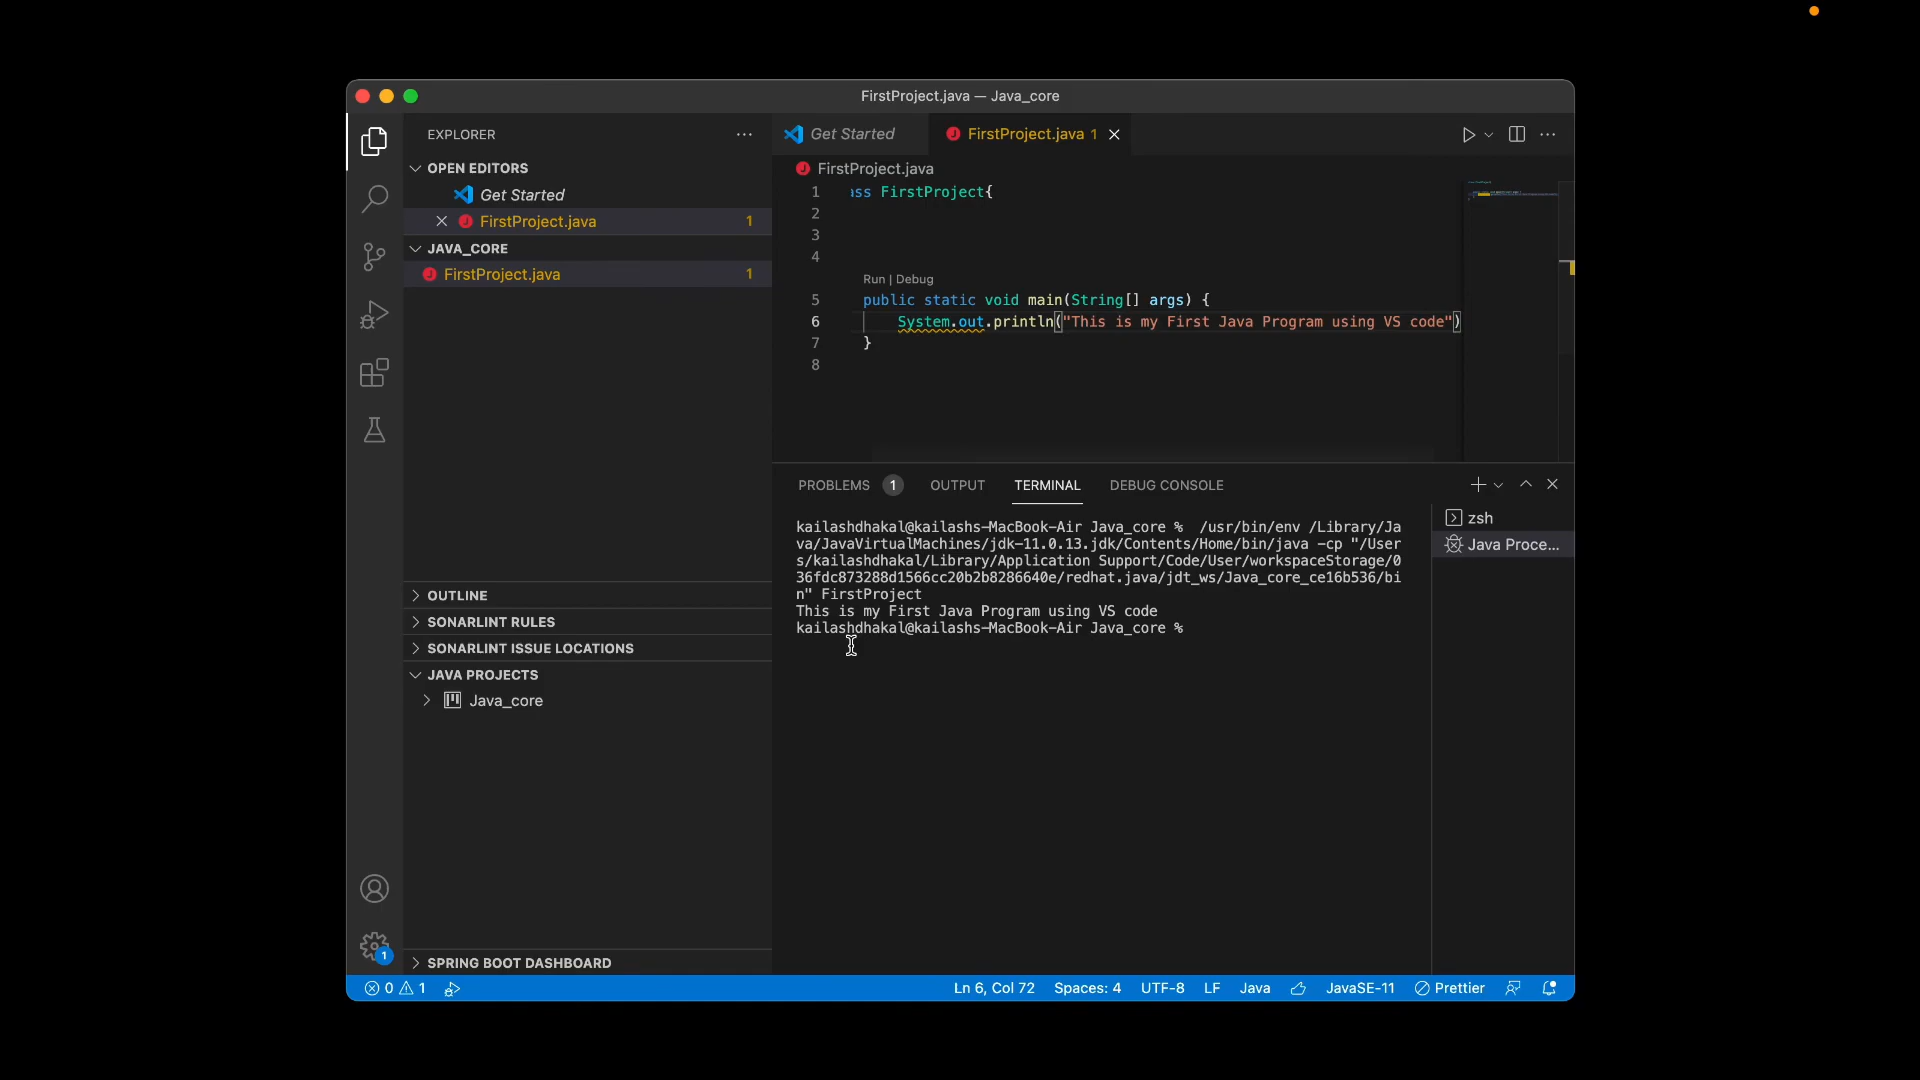 FirstProject.java — Java_core
EXPLORER
OPEN EDITORS
Get Started
FirstProject.java 1
JAVA_CORE
FirstProject.java 1
OUTLINE
SONARLINT RULES
SONARLINT ISSUE LOCATIONS
JAVA PROJECTS
Java_core
SPRING BOOT DASHBOARD
1
Get Started
FirstProject.java 1
FirstProject.java
1 ass FirstProject{
2
3
4
Run | Debug
5 public static void main(String[] args) {
6 System.out.println("This is my First Java Program using VS code")
7 }
8
PROBLEMS 1 OUTPUT TERMINAL DEBUG CONSOLE
kailashdhakal@kailashs-MacBook-Air Java_core %  /usr/bin/env /Library/Ja
va/JavaVirtualMachines/jdk-11.0.13.jdk/Contents/Home/bin/java -cp "/User
s/kailashdhakal/Library/Application Support/Code/User/workspaceStorage/0
36fdc873288d1566cc20b2b8286640e/redhat.java/jdt_ws/Java_core_ce16b536/bi
n" FirstProject
This is my First Java Program using VS code
kailashdhakal@kailashs-MacBook-Air Java_core %
zsh
Java Proce...
0 1
Ln 6, Col 72 Spaces: 4 UTF-8 LF Java JavaSE-11 Prettier